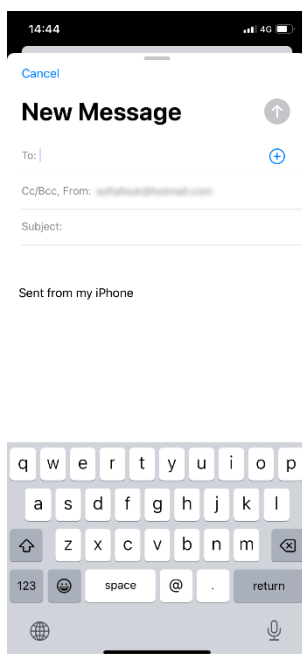 14:44
4G
Cancel
New Message
To:
Cc/Bcc, From:
Subject:
Sent from my iPhone
q w e r t y u i o p
a s d f g h j k l
z x c v b n m
123 space @ . return